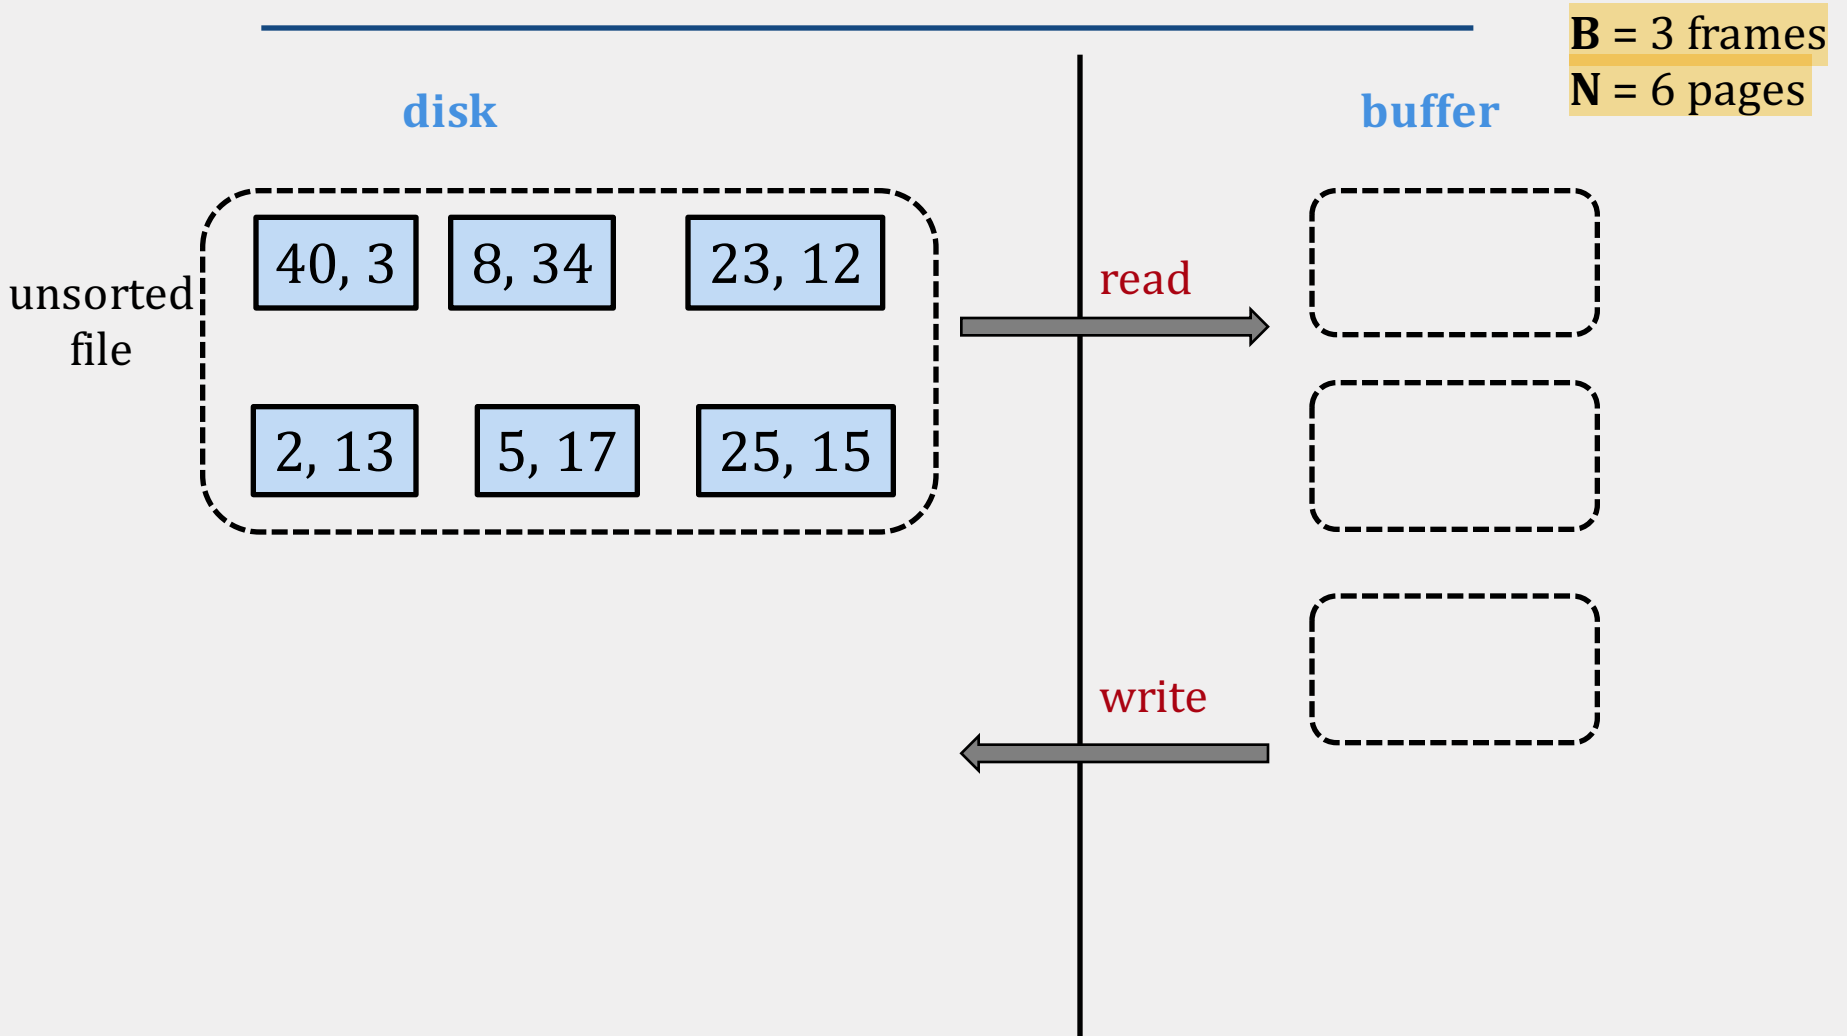 B = 3 frames
N = 6 pages
disk
buffer
40, 3
8, 34
23, 12
unsorted
file
read
2, 13
5, 17
25, 15
write